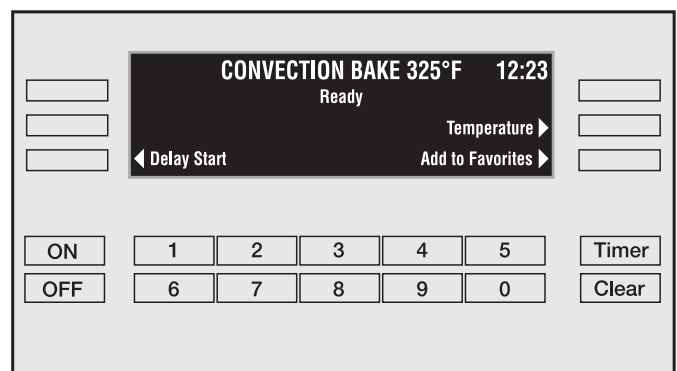 CONVECTION BAKE 325°F 12:23
Ready
Temperature
Delay Start Add to Favorites
ON 1 2 3 4 5 Timer
OFF 6 7 8 9 0 Clear